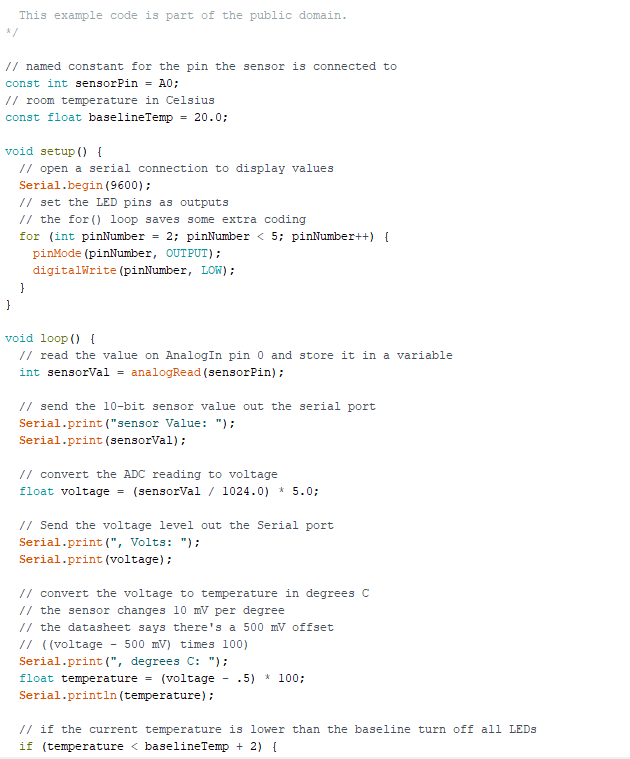 This example code is part of the public domain.
*/
// named constant for the pin the sensor is connected to
const int sensorPin = A0;
// room temperature in Celsius
const float baselineTemp = 20.0;
void setup() {
// open a serial connection to display values
Serial.begin(9600);
// set the LED pins as outputs
// the for() loop saves some extra coding
for (int pinNumber = 2; pinNumber < 5; pinNumber++) {
pinMode(pinNumber, OUTPUT);
digitalWrite(pinNumber, LOW);
}
}
void loop() {
// read the value on AnalogIn pin 0 and store it in a variable
int sensorVal = analogRead(sensorPin);
// send the 10-bit sensor value out the serial port
Serial.print("sensor Value: ");
Serial.print(sensorVal);
// convert the ADC reading to voltage
float voltage = (sensorVal / 1024.0) * 5.0;
// Send the voltage level out the Serial port
Serial.print(", Volts: ");
Serial.print(voltage);
// convert the voltage to temperature in degrees C
// the sensor changes 10 mV per degree
// the datasheet says there's a 500 mV offset
// ((voltage - 500 mV) times 100)
Serial.print(", degrees C: ");
float temperature = (voltage - .5) * 100;
Serial.println(temperature);
// if the current temperature is lower than the baseline turn off all LEDs
if (temperature < baselineTemp + 2) {